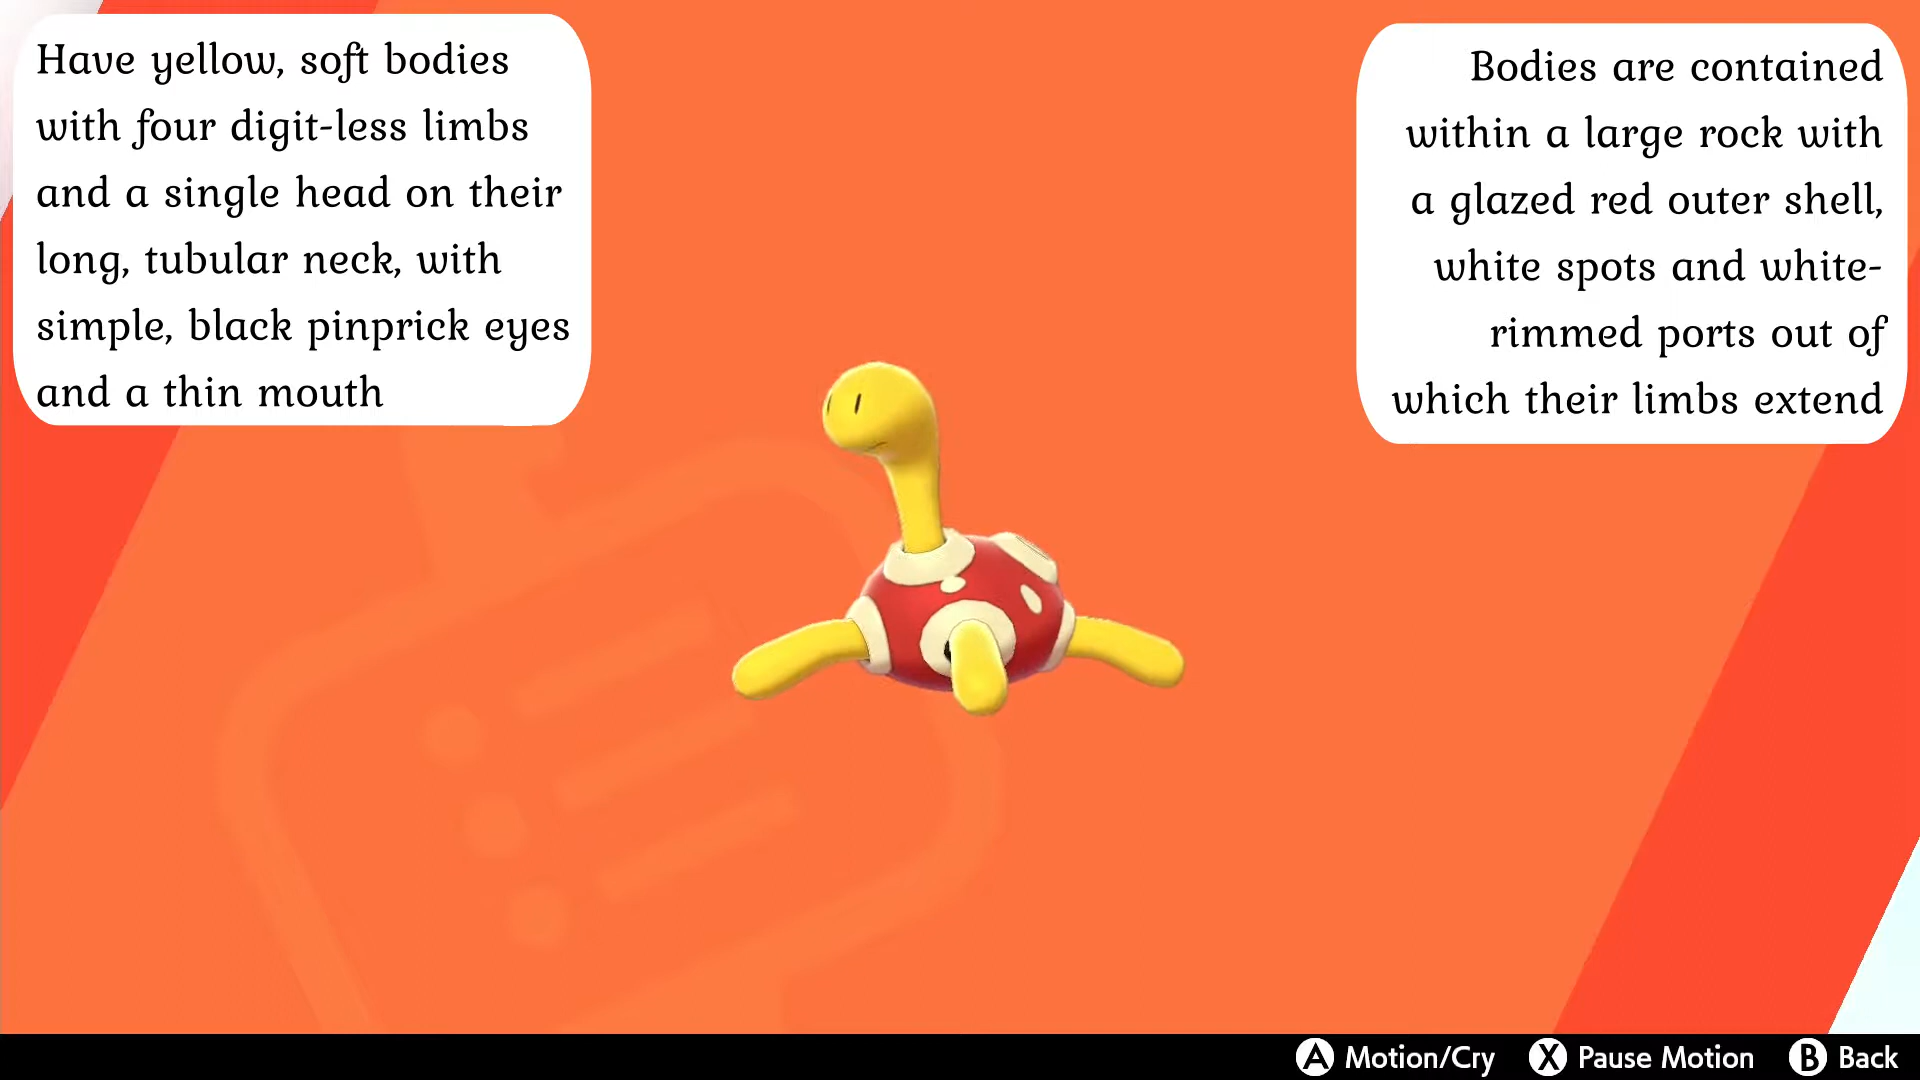 Have yellow, soft bodies
with four digit-less limbs
and a single head on their
long, tubular neck, with
simple, black pinprick eyes
and a thin mouth
Bodies are contained
within a large rock with
a glazed red outer shell,
white spots and white-
rimmed ports out of
which their limbs extend
A Motion/Cry X Pause Motion B Back